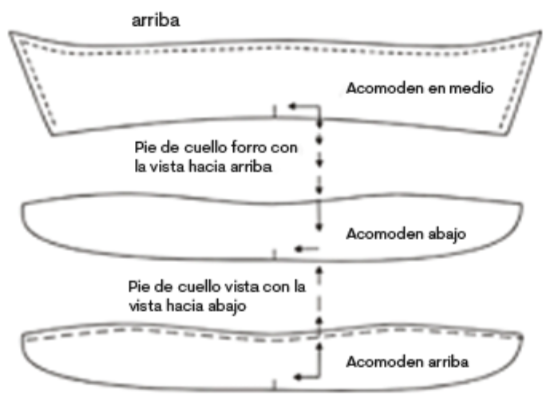 arriba
Acomoden en medio
Pie de cuello forro con
la vista hacia arriba
Acomoden abajo
Pie de cuello vista con la
vista hacia abajo
Acomoden arriba